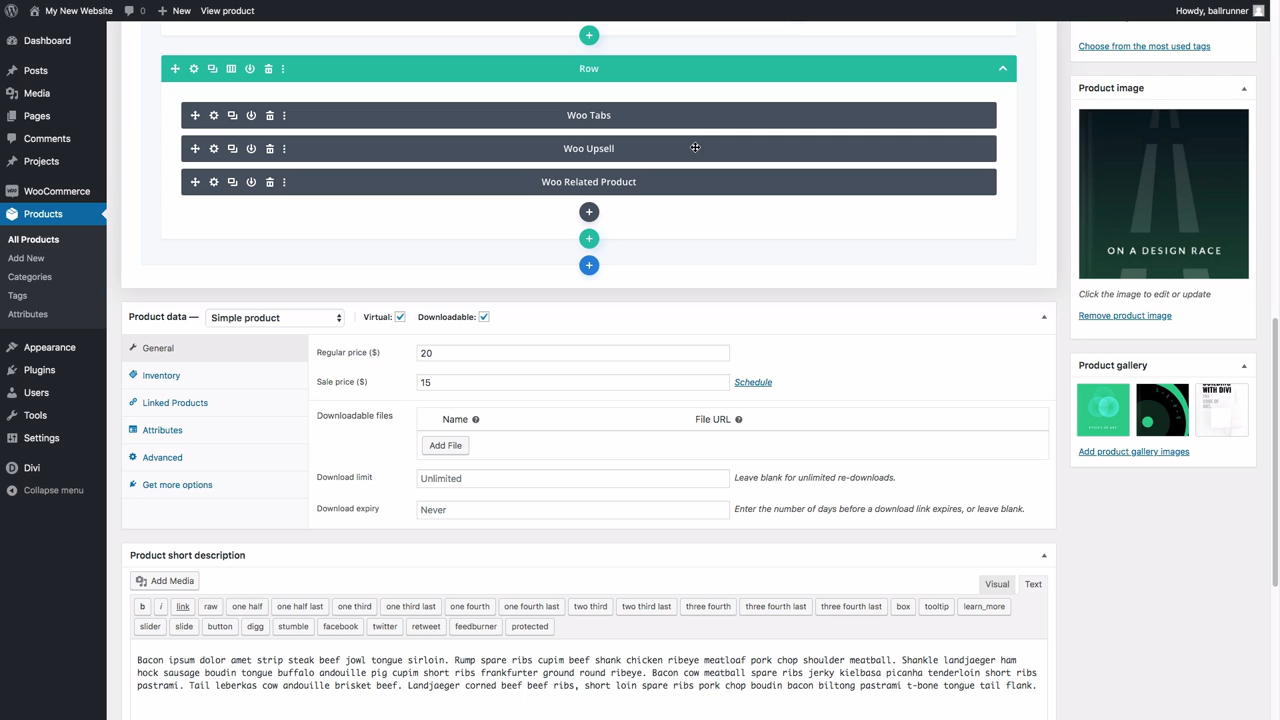 My New Website
0
New
View product
Howdy, ballrunner
Dashboard
Posts
Media
Pages
Comments
Projects
WooCommerce
Products
All Products
Add New
Categories
Tags
Attributes
Appearance
Plugins
Users
Tools
Settings
Divi
Collapse menu
Row
Woo Tabs
Woo Upsell
Woo Related Product
Product data —
Simple product
Virtual:
Downloadable:
General
Inventory
Linked Products
Attributes
Advanced
Get more options
Regular price ($)
20
Sale price ($)
15
Schedule
Downloadable files
Name
File URL
Add File
Download limit
Unlimited
Leave blank for unlimited re-downloads.
Download expiry
Never
Enter the number of days before a download link expires, or leave blank.
Product short description
Add Media
Visual
Text
b
i
link
raw
one half
one half last
one third
one third last
one fourth
one fourth last
two third
two third last
three fourth
three fourth last
three fourth last
box
tooltip
learn_more
slider
slide
button
digg
stumble
facebook
twitter
retweet
feedburner
protected
Bacon ipsum dolor amet strip steak beef jowl tongue sirloin. Rump spare ribs cupim beef shank chicken ribeye meatloaf pork chop shoulder meatball. Shankle landjaeger ham
hock sausage boudin tongue buffalo andouille pig cupim short ribs frankfurter ground round ribeye. Bacon cow meatball spare ribs jerky kielbasa picanha tenderloin short ribs
pastrami. Tail leberkas cow andouille brisket beef. Landjaeger corned beef beef ribs, short loin spare ribs pork chop boudin bacon biltong pastrami t-bone tongue tail flank.
Choose from the most used tags
Product image
ON A DESIGN RACE
Click the image to edit or update
Remove product image
Product gallery
WITH DIVI
Add product gallery images